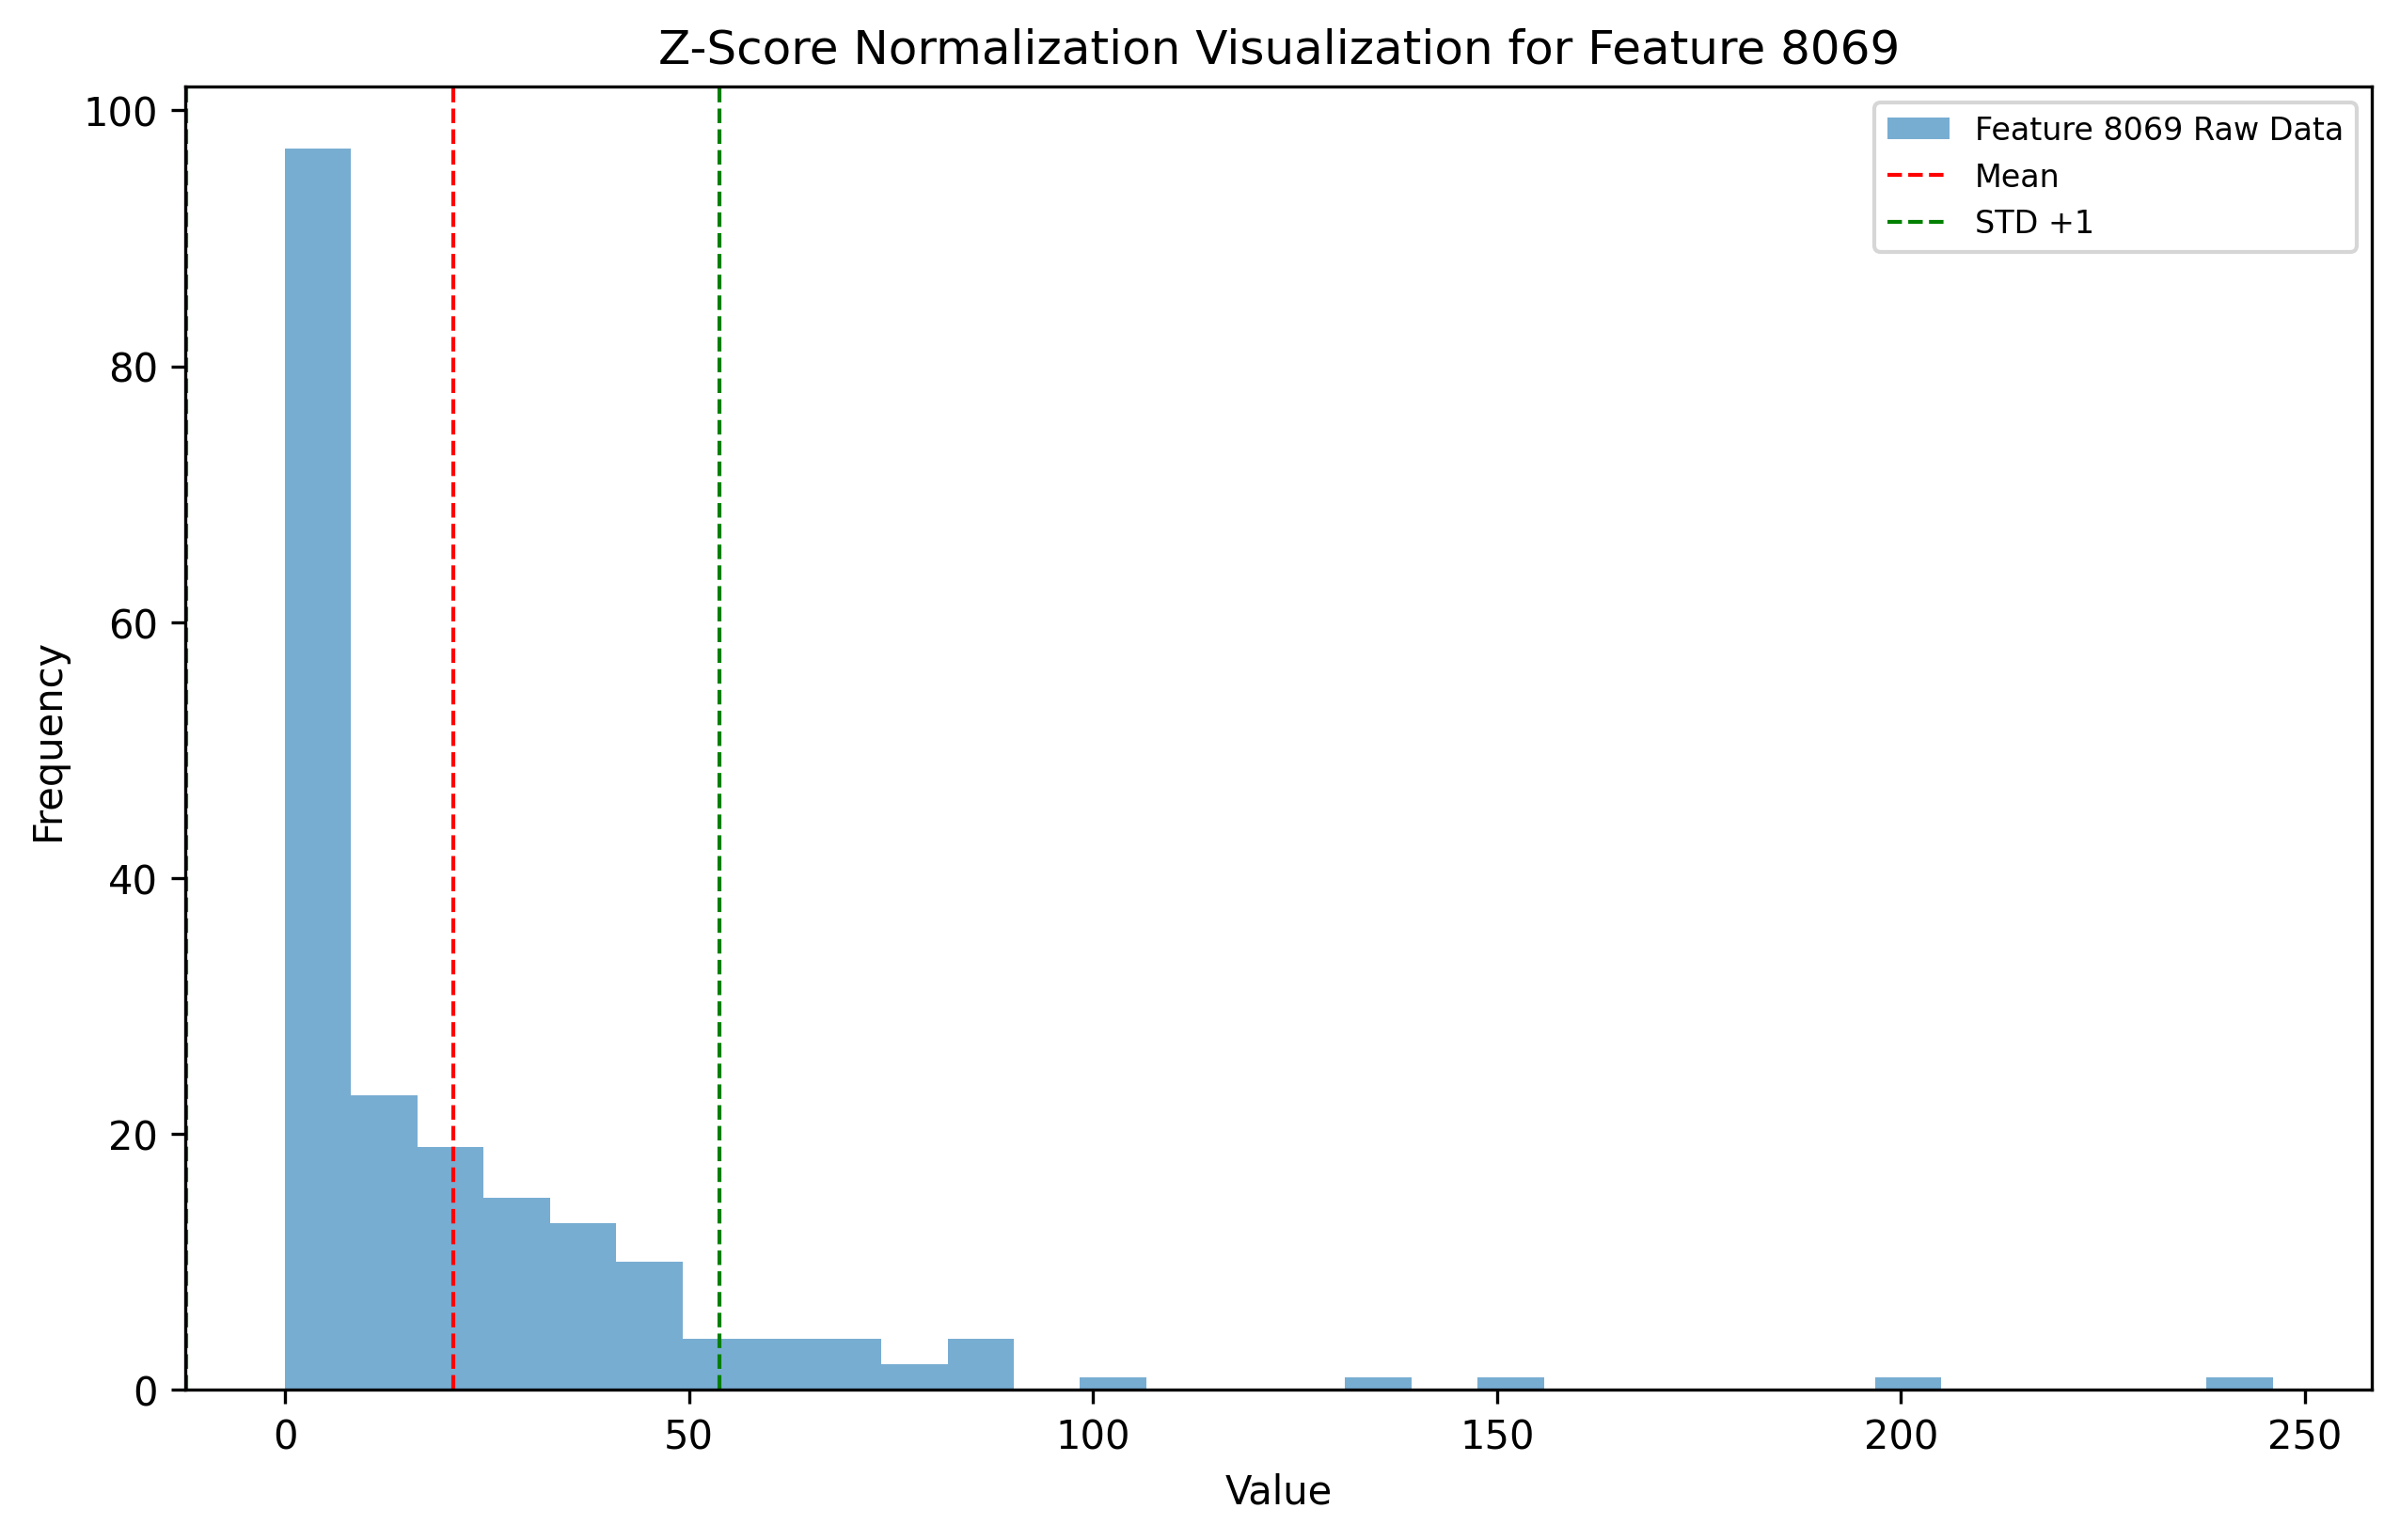 Z-Score Normalization Visualization for Feature 8069
Feature 8069 Raw Data
Mean
STD +1
100
80
60
40
20
0
Frequency
0 50 100 150 200 250
Value